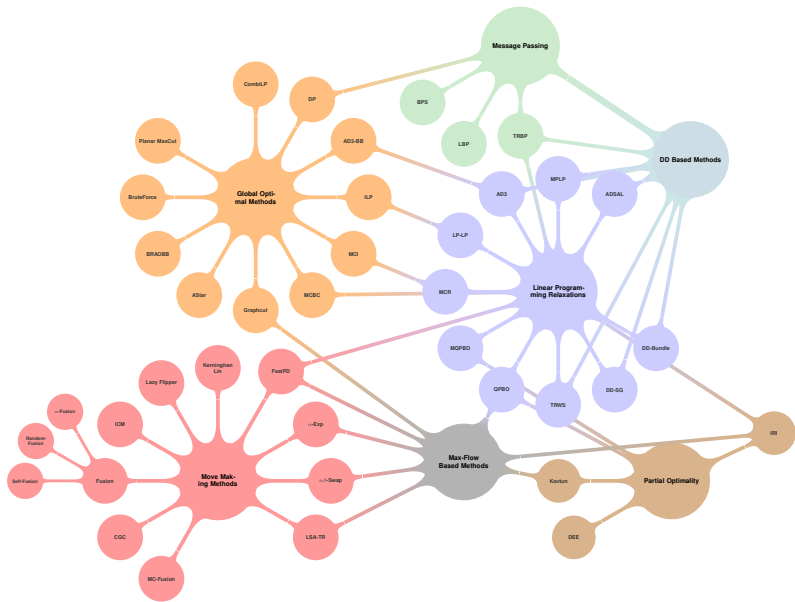 Message Passing
CombiLP
DP
BPS
TRBP
Planar MaxCut
AD3-BB
LBP
DD Based Methods
MPLP
AD3
ADSAL
BruteForce
Global Opti-
mal Methods
ILP
LP-LP
BRAOBB
MCI
AStar
MCBC
MCR
Linear Program-
ming Relaxations
Graphcut
MQPBO
DD-Bundle
Kerninghan
Lin
FastPD
Lazy Flipper
QPBO
TRWS
DD-SG
α-Fusion
ICM
α-Exp
IRI
Random-
Fusion
Max-Flow
Based Methods
Self-Fusion
Fusion
Move Mak-
ing Methods
α/β-Swap
Kovtun
Partial Optimality
CGC
LSA-TR
DEE
MC-Fusion